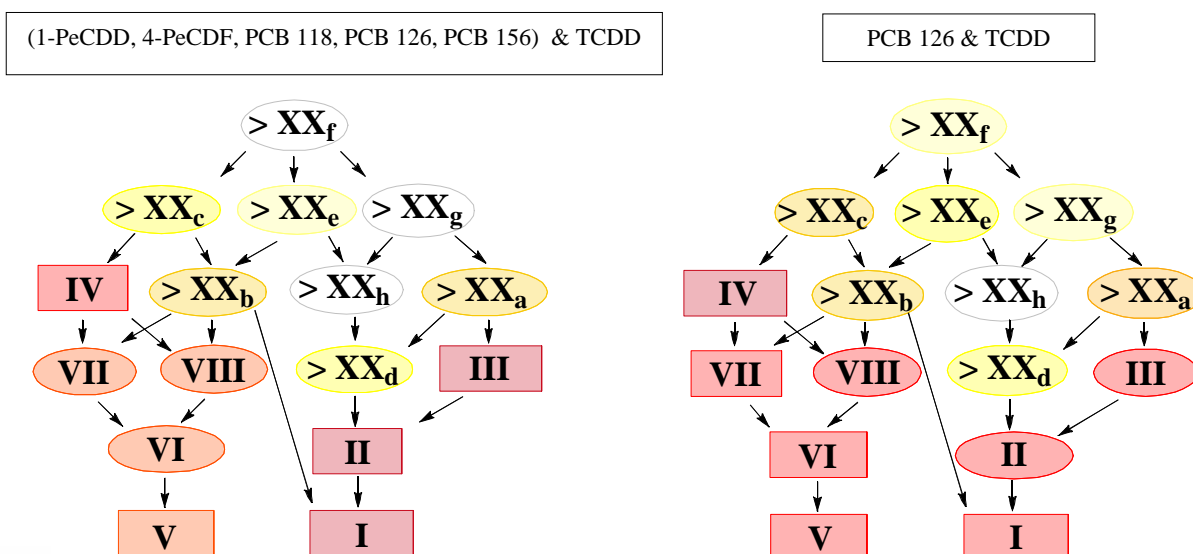 (1-PeCDD, 4-PeCDF, PCB 118, PCB 126, PCB 156) & TCDD
> XXf
> XXc
> XXe
> XXg
IV
> XXb
> XXh
> XXa
VII
VIII
> XXd
III
VI
II
V
I
PCB 126 & TCDD
> XXf
> XXc
> XXe
> XXg
IV
> XXb
> XXh
> XXa
VII
VIII
> XXd
III
VI
II
V
I